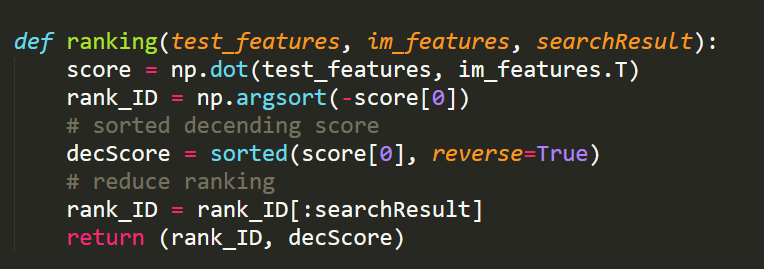 def ranking(test_features, im_features, searchResult):
    score = np.dot(test_features, im_features.T)
    rank_ID = np.argsort(-score[0])
    # sorted decending score
    decScore = sorted(score[0], reverse=True)
    # reduce ranking
    rank_ID = rank_ID[:searchResult]
    return (rank_ID, decScore)